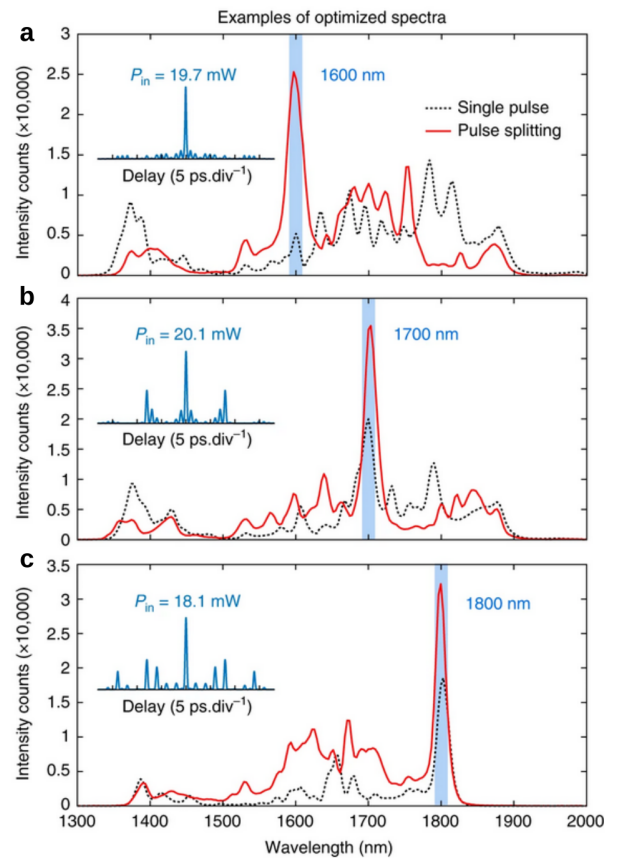 Examples of optimized spectra
a
3
2.5
2
1.5
1
0.5
0
Intensity counts (×10,000)
Pin = 19.7 mW
1600 nm
Delay (5 ps.div−1)
Single pulse
Pulse splitting
b
4
3.5
3
2.5
2
1.5
1
0.5
0
Intensity counts (×10,000)
Pin = 20.1 mW
1700 nm
Delay (5 ps.div−1)
c
3.5
3
2.5
2
1.5
1
0.5
0
Intensity counts (×10,000)
Pin = 18.1 mW
1800 nm
Delay (5 ps.div−1)
1300 1400 1500 1600 1700 1800 1900 2000
Wavelength (nm)